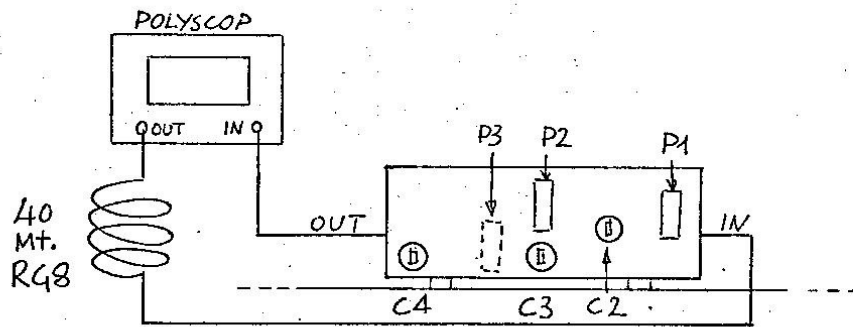 POLYSCOP
OUT IN
P3 P2 P1
40
Mt.
RG8
OUT
IN
C4 C3 C2